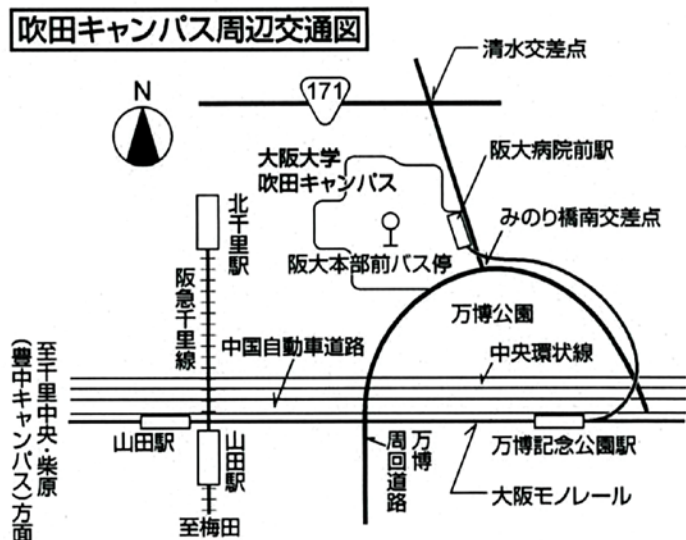 吹田キャンパス周辺交通図
N
171
清水交差点
大阪大学
吹田キャンパス
阪大病院前駅
みのり橋南交差点
北千里駅
阪大本部前バス停
阪急千里線
万博公園
中国自動車道路
中央環状線
至千里中央・柴原
(豊中キャンパス)方面
山田駅
山田駅
万博
周回道路
万博記念公園駅
大阪モノレール
至梅田